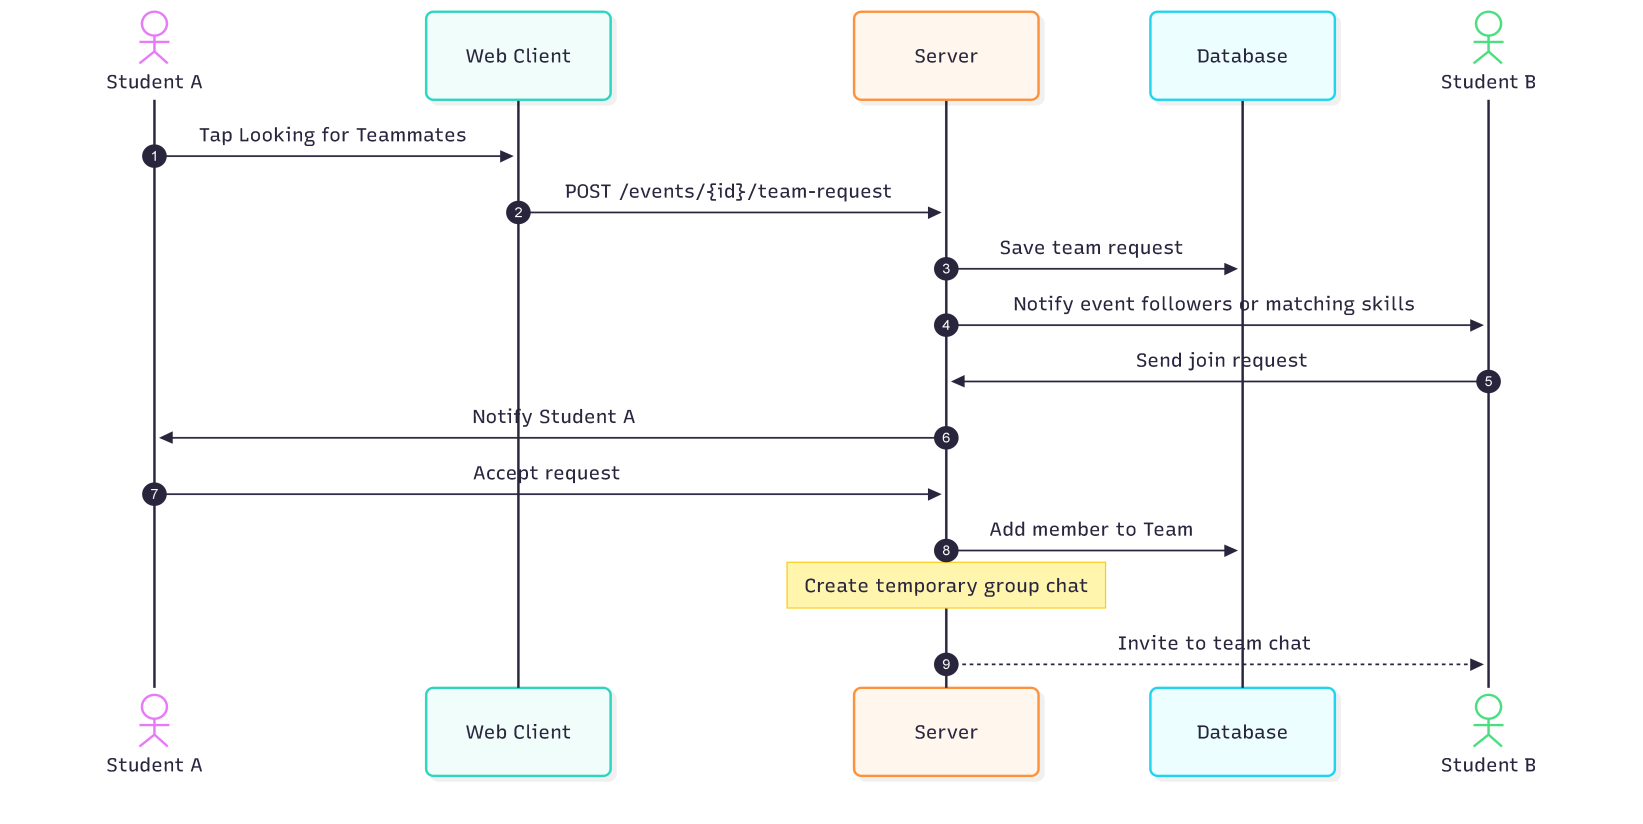 Student A
Web Client
Server
Database
Student B
Tap Looking for Teammates
1
POST /events/{id}/team-request
2
Save team request
3
Notify event followers or matching skills
4
Send join request
5
Notify Student A
6
Accept request
7
Add member to Team
8
Create temporary group chat
Invite to team chat
9
Student A
Web Client
Server
Database
Student B